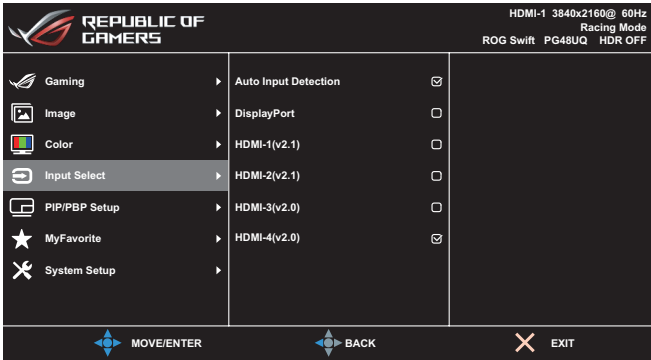 REPUBLIC OF
GAMERS
HDMI-1 3840x2160@ 60Hz
Racing Mode
ROG Swift PG48UQ HDR OFF
Gaming
Image
Color
Input Select
PIP/PBP Setup
MyFavorite
System Setup
Auto Input Detection
DisplayPort
HDMI-1(v2.1)
HDMI-2(v2.1)
HDMI-3(v2.0)
HDMI-4(v2.0)
MOVE/ENTER
BACK
EXIT